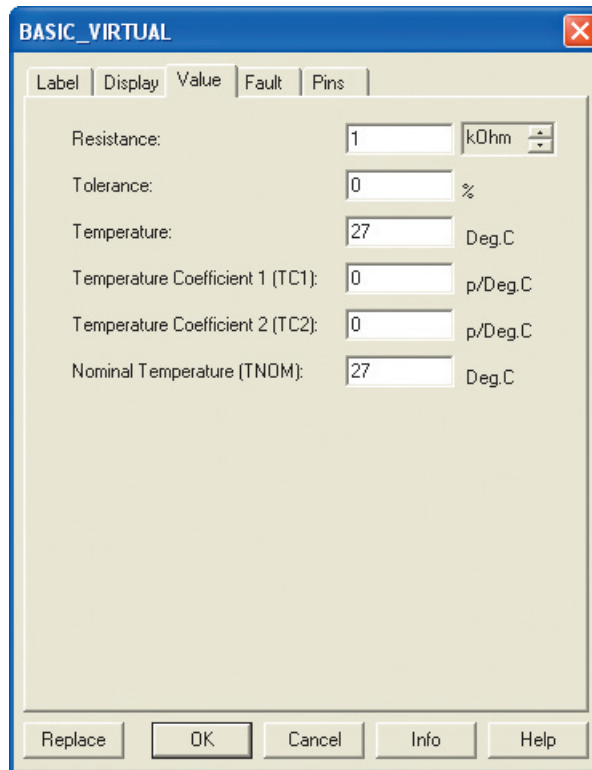 BASIC_VIRTUAL
Label Display Value Fault Pins
Resistance: 1 kOhm
Tolerance: 0 %
Temperature: 27 Deg.C
Temperature Coefficient 1 (TC1): 0 p/Deg.C
Temperature Coefficient 2 (TC2): 0 p/Deg.C
Nominal Temperature (TNOM): 27 Deg.C
Replace OK Cancel Info Help